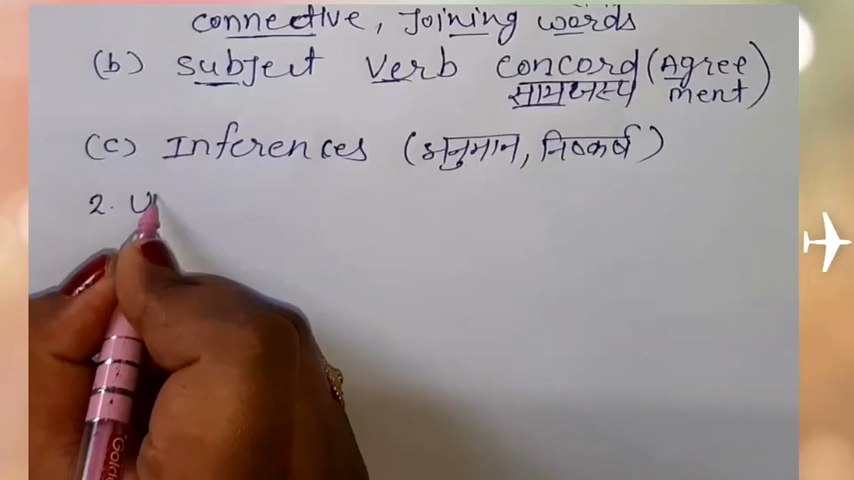 connective, Joining words
(b) Subject Verb Concord (Agree
सामंजस्य ment)
(c) Inferences (अनुमान, निष्कर्ष)
2. U